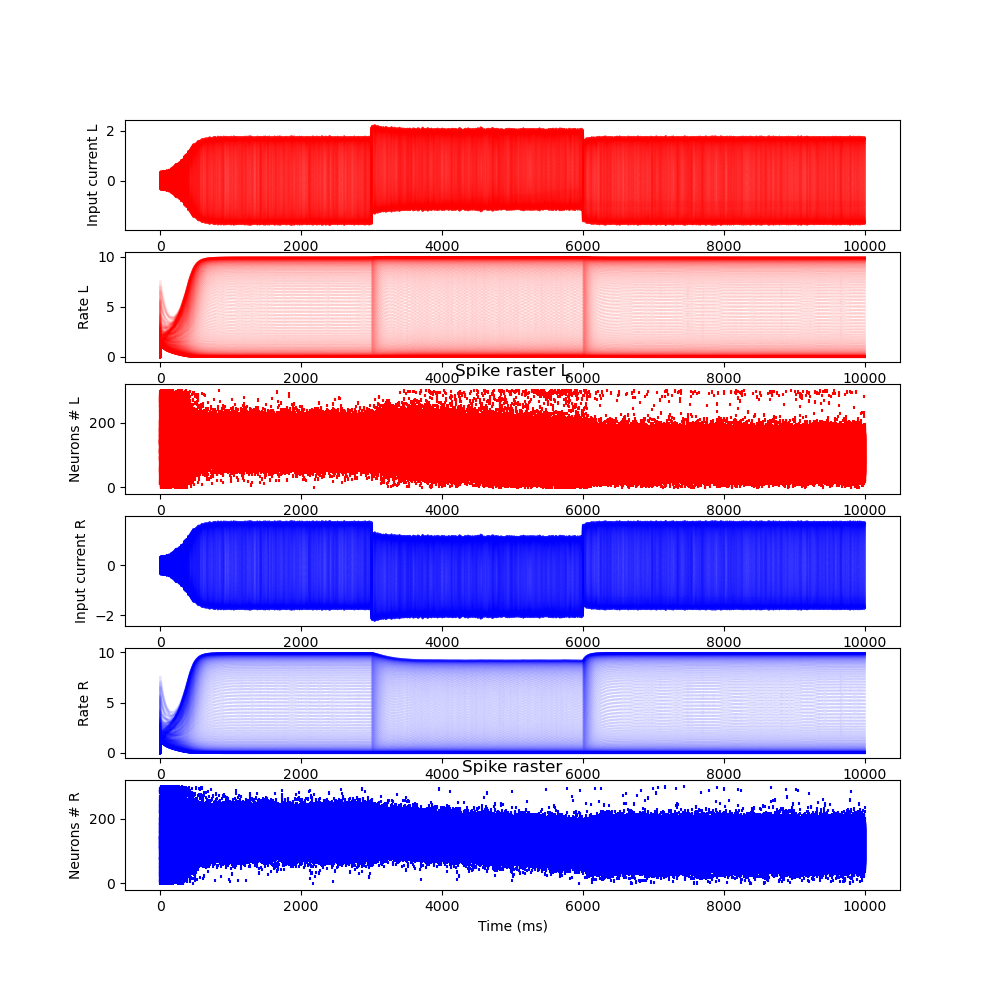 Input current L
2
0
0 2000 4000 6000 8000 10000
Rate L
10
5
0
0 2000 4000 6000 8000 10000
Spike raster L
Neurons # L
200
0
0 2000 4000 6000 8000 10000
Input current R
0
−2
0 2000 4000 6000 8000 10000
Rate R
10
5
0
0 2000 4000 6000 8000 10000
Spike raster
Neurons # R
200
0
0 2000 4000 6000 8000 10000
Time (ms)